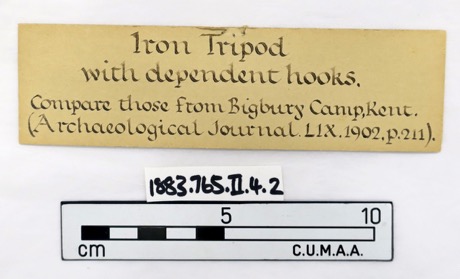 Iron Tripod
with dependent hooks.
Compare those from Bigbury Camp, Kent.
(Archaeological Journal. LIX. 1902. p. 211).
1883.765.II.4.2
5 10
cm C.U.M.A.A.